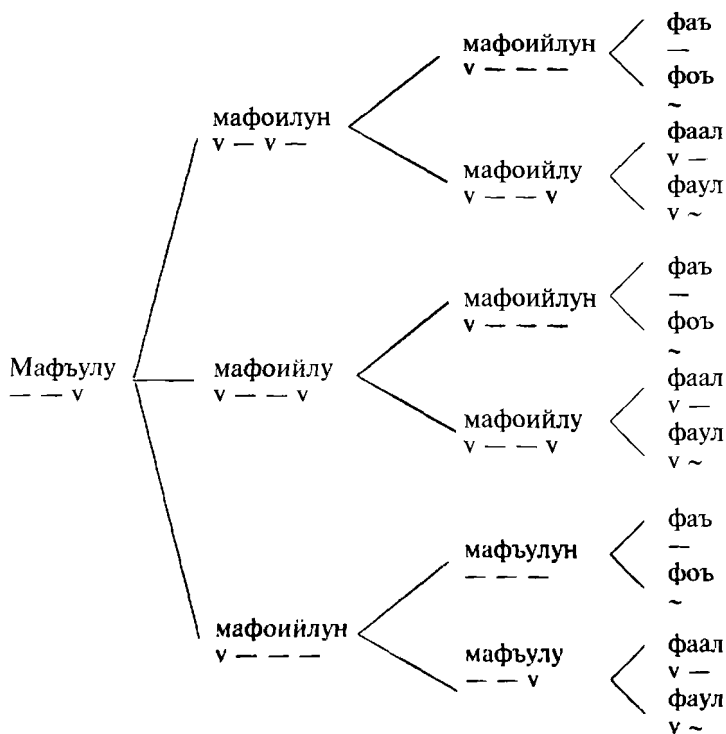 мафоийлун
v — — —
фаъ
—
фоъ
~
мафоилун
v — v —
мафоийлу
v — — v
фаал
v —
фаул
v ~
Мафъулу
— — v
мафоийлу
v — — v
мафоийлун
v — — —
фаъ
—
фоъ
~
мафоийлу
v — — v
фаал
v —
фаул
v ~
мафоийлун
v — — —
мафъулун
— — —
фаъ
—
фоъ
~
мафъулу
— — v
фаал
v —
фаул
v ~